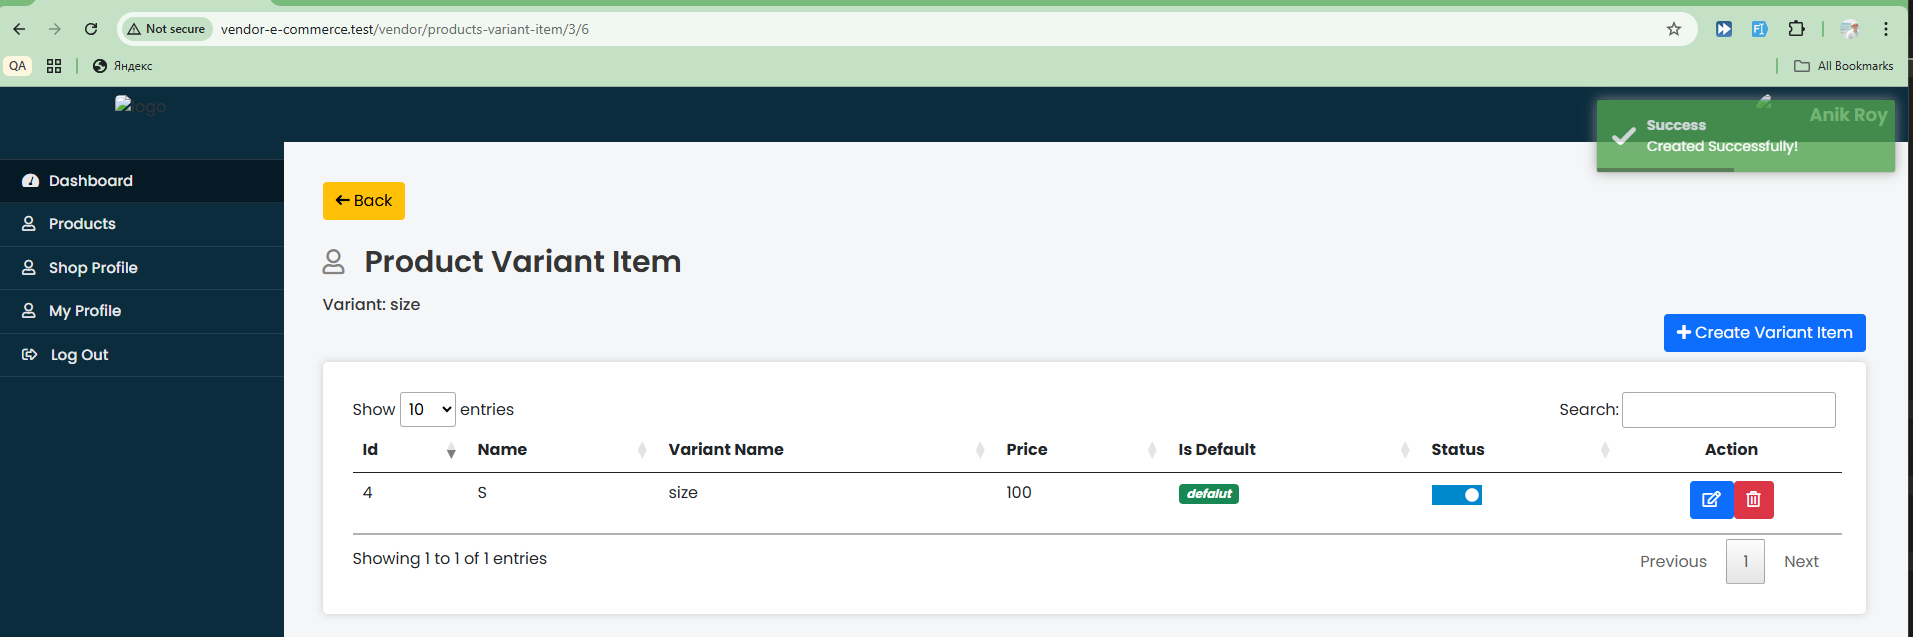 Not secure vendor-e-commerce.test/vendor/products-variant-item/3/6
QA Яндекс All Bookmarks
logo
Anik Roy
Success
Created Successfully!
Dashboard
Products
Shop Profile
My Profile
Log Out
Back
Product Variant Item
Variant: size
Create Variant Item
Show 10 entries Search:
Id Name Variant Name Price Is Default Status Action
4 S size 100 defalut
Showing 1 to 1 of 1 entries Previous 1 Next